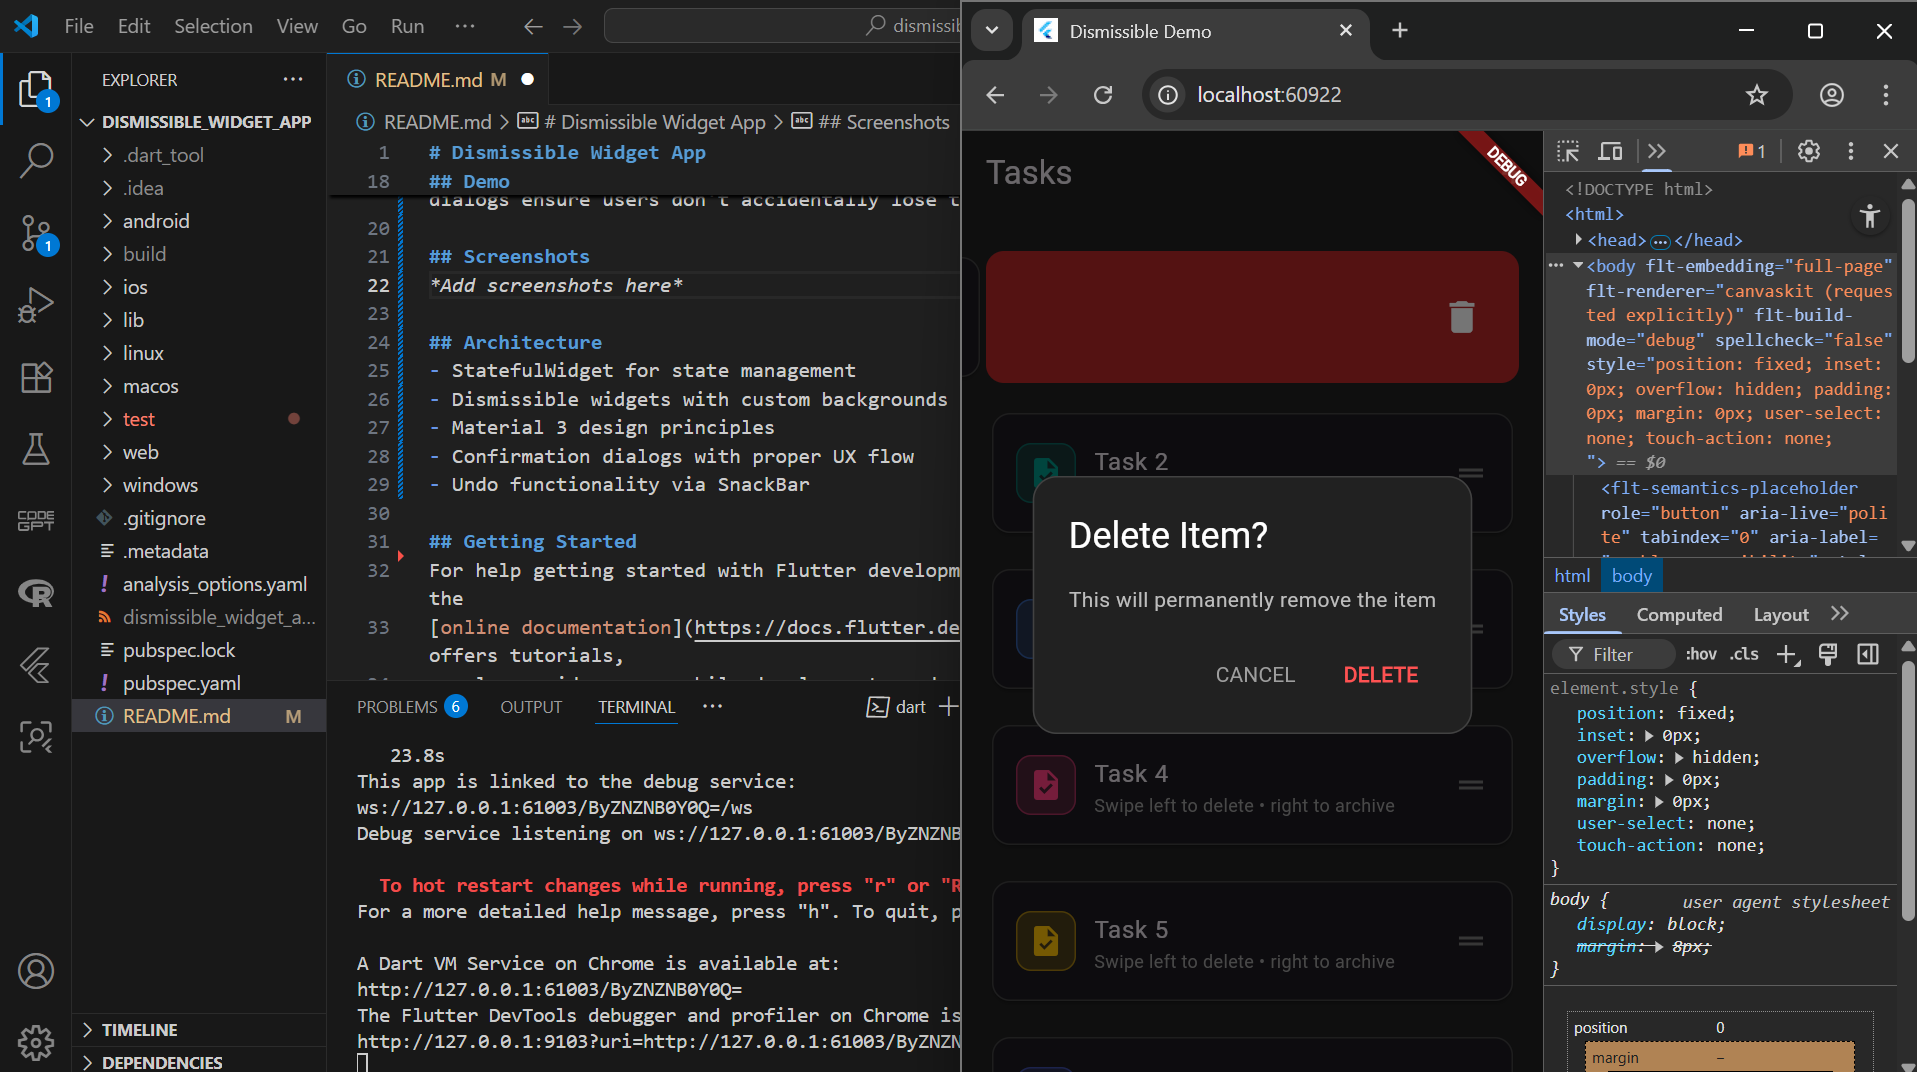 File Edit Selection View Go Run ···
dismissib
EXPLORER
DISMISSIBLE_WIDGET_APP
.dart_tool
.idea
android
build
ios
lib
linux
macos
test
web
windows
.gitignore
.metadata
analysis_options.yaml
dismissible_widget_a...
pubspec.lock
pubspec.yaml
README.md M
TIMELINE
DEPENDENCIES
1
1
CODE
GPT
README.md M
README.md > # Dismissible Widget App > ## Screenshots
1 # Dismissible Widget App
18 ## Demo
dialogs ensure users don't accidentally lose t
20
21 ## Screenshots
22 *Add screenshots here*
23
24 ## Architecture
25 - StatefulWidget for state management
26 - Dismissible widgets with custom backgrounds
27 - Material 3 design principles
28 - Confirmation dialogs with proper UX flow
29 - Undo functionality via SnackBar
30
31 ## Getting Started
32 For help getting started with Flutter developm
the
33 [online documentation](https://docs.flutter.de
offers tutorials,
PROBLEMS 6 OUTPUT TERMINAL ··· dart
23.8s
This app is linked to the debug service:
ws://127.0.0.1:61003/ByZNZNB0Y0Q=/ws
Debug service listening on ws://127.0.0.1:61003/ByZNZNB
To hot restart changes while running, press "r" or "R
For a more detailed help message, press "h". To quit, p
A Dart VM Service on Chrome is available at:
http://127.0.0.1:61003/ByZNZNB0Y0Q=
The Flutter DevTools debugger and profiler on Chrome is
http://127.0.0.1:9103?uri=http://127.0.0.1:61003/ByZNZN
Dismissible Demo
localhost:60922
Tasks
DEBUG
Task 2
Delete Item?
This will permanently remove the item
CANCEL DELETE
Task 4
Swipe left to delete • right to archive
Task 5
Swipe left to delete • right to archive
1
<!DOCTYPE html>
<html>
<head> ··· </head>
··· <body flt-embedding="full-page"
flt-renderer="canvaskit (reques
ted explicitly)" flt-build-
mode="debug" spellcheck="false"
style="position: fixed; inset:
0px; overflow: hidden; padding:
0px; margin: 0px; user-select:
none; touch-action: none;
"> == $0
<flt-semantics-placeholder
role="button" aria-live="poli
te" tabindex="0" aria-label=
html body
Styles Computed Layout
Filter :hov .cls
element.style {
position: fixed;
inset: 0px;
overflow: hidden;
padding: 0px;
margin: 0px;
user-select: none;
touch-action: none;
}
body { user agent stylesheet
display: block;
margin: 8px;
}
position 0
margin –